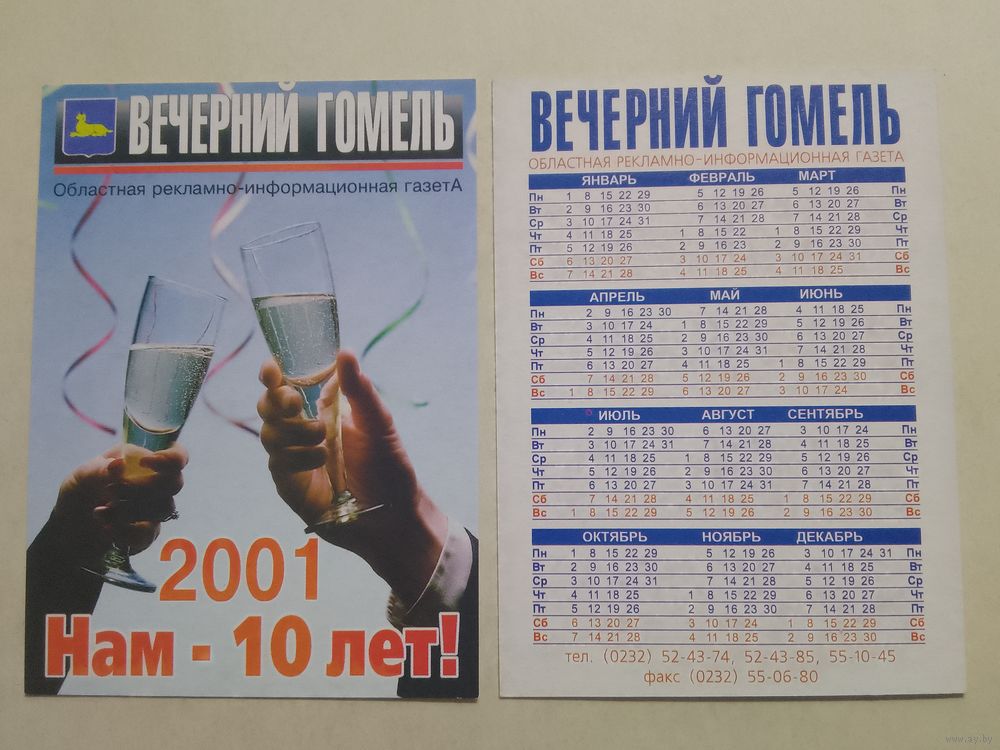 ВЕЧЕРНИЙ ГОМЕЛЬ
Областная рекламно-информационная газетА
2001
Нам - 10 лет!
ВЕЧЕРНИЙ ГОМЕЛЬ
ОБЛАСТНАЯ РЕКЛАМНО-ИНФОРМАЦИОННАЯ ГАЗЕТА
ЯНВАРЬ ФЕВРАЛЬ МАРТ
Пн 1 8 15 22 29 5 12 19 26 5 12 19 26 Пн
Вт 2 9 16 23 30 6 13 20 27 6 13 20 27 Вт
Ср 3 10 17 24 31 7 14 21 28 7 14 21 28 Ср
Чт 4 11 18 25 1 8 15 22 1 8 15 22 29 Чт
Пт 5 12 19 26 2 9 16 23 2 9 16 23 30 Пт
Сб 6 13 20 27 3 10 17 24 3 10 17 24 31 Сб
Вс 7 14 21 28 4 11 18 25 4 11 18 25 Вс
АПРЕЛЬ МАЙ ИЮНЬ
Пн 2 9 16 23 30 7 14 21 28 4 11 18 25 Пн
Вт 3 10 17 24 1 8 15 22 29 5 12 19 26 Вт
Ср 4 11 18 25 2 9 16 23 30 6 13 20 27 Ср
Чт 5 12 19 26 3 10 17 24 31 7 14 21 28 Чт
Пт 6 13 20 27 4 11 18 25 1 8 15 22 29 Пт
Сб 7 14 21 28 5 12 19 26 2 9 16 23 30 Сб
Вс 1 8 15 22 29 6 13 20 27 3 10 17 24 Вс
ИЮЛЬ АВГУСТ СЕНТЯБРЬ
Пн 2 9 16 23 30 6 13 20 27 3 10 17 24 Пн
Вт 3 10 17 24 31 7 14 21 28 4 11 18 25 Вт
Ср 4 11 18 25 1 8 15 22 29 5 12 19 26 Ср
Чт 5 12 19 26 2 9 16 23 30 6 13 20 27 Чт
Пт 6 13 20 27 3 10 17 24 31 7 14 21 28 Пт
Сб 7 14 21 28 4 11 18 25 1 8 15 22 29 Сб
Вс 1 8 15 22 29 5 12 19 26 2 9 16 23 30 Вс
ОКТЯБРЬ НОЯБРЬ ДЕКАБРЬ
Пн 1 8 15 22 29 5 12 19 26 3 10 17 24 31 Пн
Вт 2 9 16 23 30 6 13 20 27 4 11 18 25 Вт
Ср 3 10 17 24 31 7 14 21 28 5 12 19 26 Ср
Чт 4 11 18 25 1 8 15 22 29 6 13 20 27 Чт
Пт 5 12 19 26 2 9 16 23 30 7 14 21 28 Пт
Сб 6 13 20 27 3 10 17 24 1 8 15 22 29 Сб
Вс 7 14 21 28 4 11 18 25 2 9 16 23 30 Вс
тел. (0232) 52-43-74, 52-43-85, 55-10-45
факс (0232) 55-06-80
www.ay.by